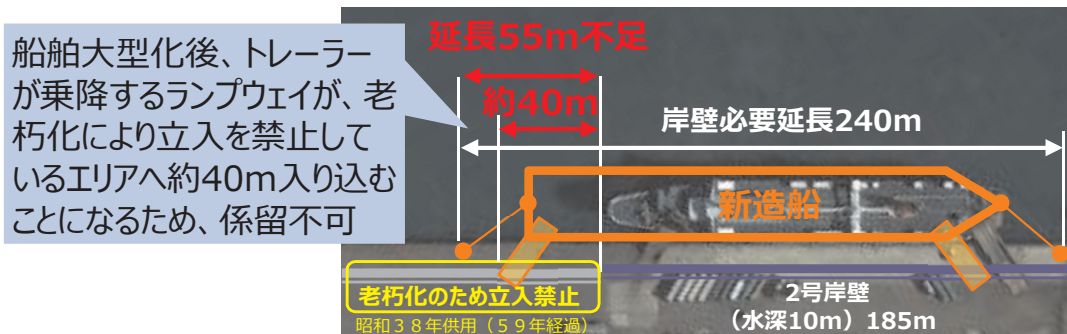 船舶大型化後、トレーラー
が乗降するランプウェイが、老
朽化により立入を禁止して
いるエリアへ約40m入り込む
ことになるため、係留不可
延長55m不足
約40m
岸壁必要延長240m
新造船
老朽化のため立入禁止
昭和３８年供用（５９年経過）
2号岸壁
（水深10m）185m